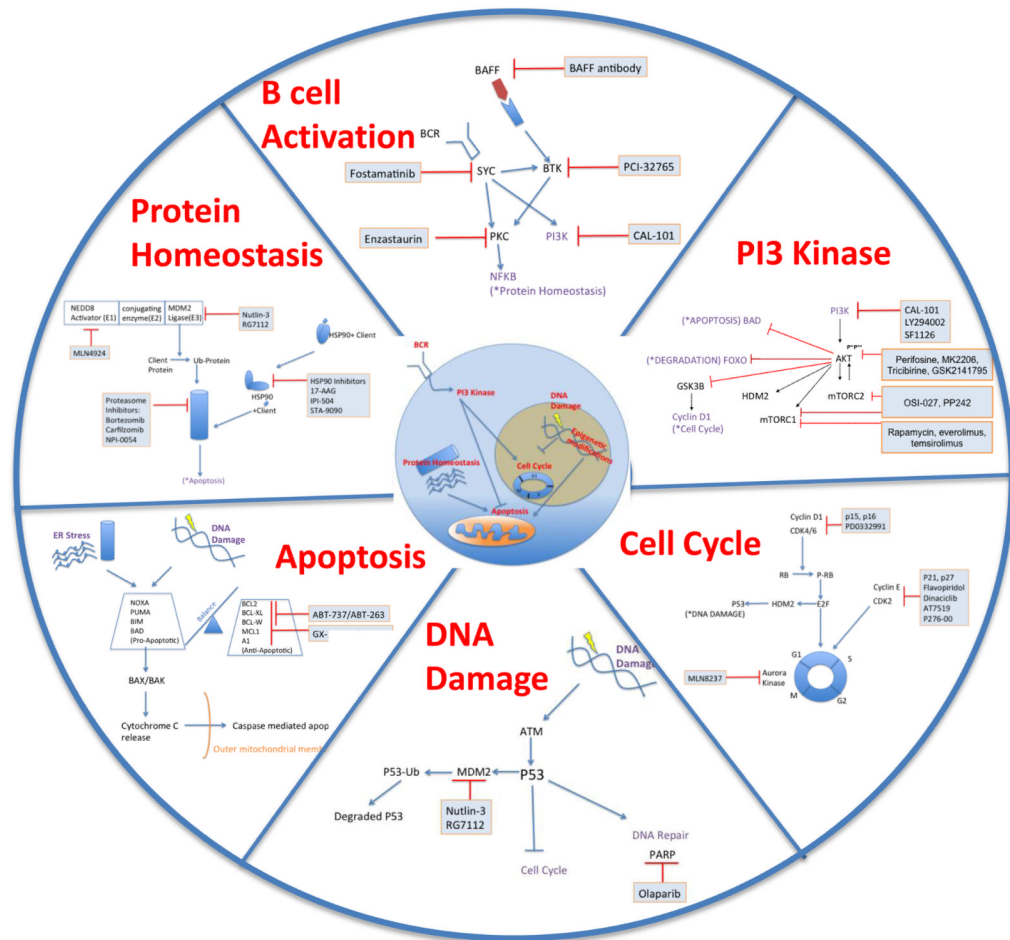 B cell
Activation
BAFF
BAFF antibody
BCR
Fostamatinib
SYC
BTK
PCI-32765
Enzastaurin
PKC
PI3K
CAL-101
NFKB
(*Protein Homeostasis)
PI3 Kinase
PI3K
CAL-101
LY294002
SF1126
(*APOPTOSIS) BAD
AKT
Perifosine, MK2206,
Tricibirine, GSK2141795
(*DEGRADATION) FOXO
GSK3B
HDM2
mTORC2
OSI-027, PP242
mTORC1
Cyclin D1
(*Cell Cycle)
Rapamycin, everolimus,
temsirolimus
Cell Cycle
Cyclin D1
CDK4/6
p15, p16
PD0332991
RB
P-RB
Cyclin E
CDK2
P21, p27
Flavopiridol
Dinaciclib
AT7519
P276-00
P53
(*DNA DAMAGE)
HDM2
E2F
G1
S
MLN8237
Aurora
Kinase
M
G2
DNA
Damage
DNA
Damage
ATM
P53
MDM2
P53-Ub
Degraded P53
Nutlin-3
RG7112
Cell Cycle
DNA Repair
PARP
Olaparib
Apoptosis
ER Stress
DNA
Damage
NOXA
PUMA
BIM
BAD
(Pro-Apoptotic)
Balance
BCL2
BCL-XL
BCL-W
MCL1
A1
(Anti-Apoptotic)
ABT-737/ABT-263
GX-
BAX/BAK
Cytochrome C
release
Caspase mediated apop
Outer mitochondrial memb
Protein
Homeostasis
NEDD8
Activator (E1)
conjugating
enzyme(E2)
MDM2
Ligase(E3)
Nutlin-3
RG7112
MLN4924
Client
Protein
Ub-Protein
HSP90+ Client
HSP90
+Client
HSP90 Inhibitors
17-AAG
IPI-504
STA-9090
Proteasome
Inhibitors:
Bortezomib
Carfilzomib
NPI-0054
(*Apoptosis)
BCR
PI3 Kinase
DNA
Damage
Epigenetic
modifications
Protein Homeostasis
Cell Cycle
Apoptosis